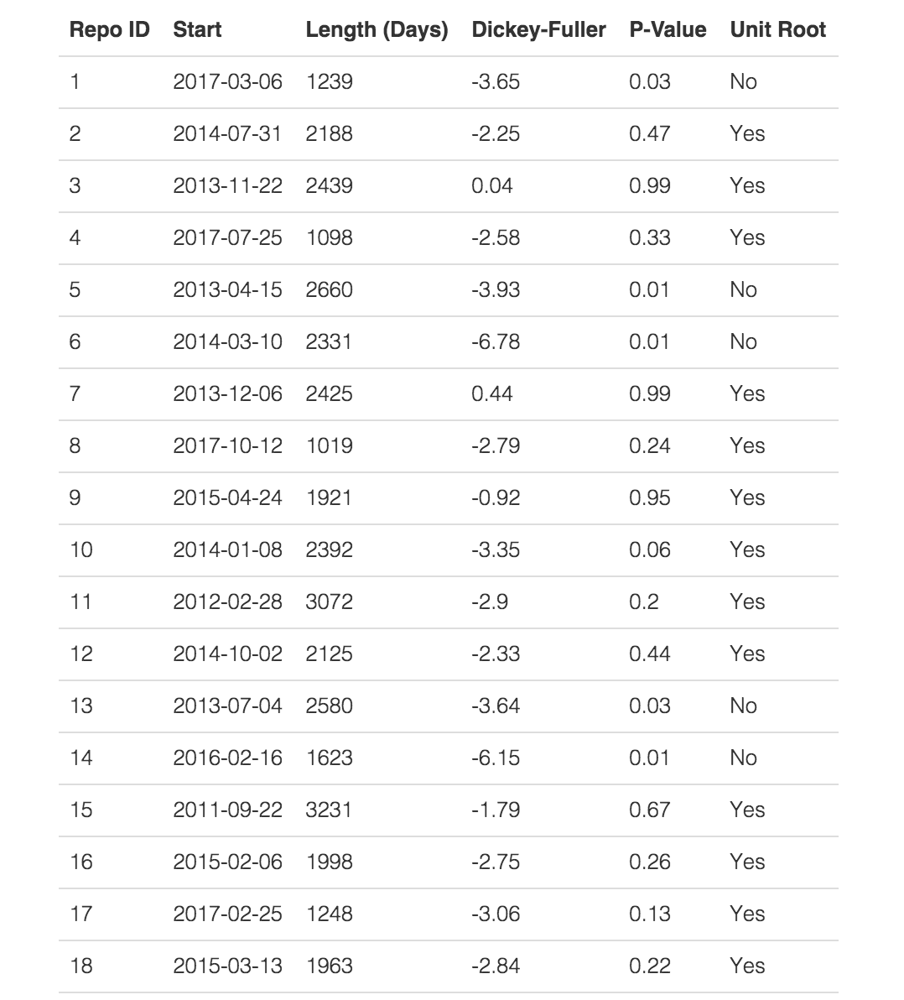 Repo ID Start Length (Days) Dickey-Fuller P-Value Unit Root
1 2017-03-06 1239 -3.65 0.03 No
2 2014-07-31 2188 -2.25 0.47 Yes
3 2013-11-22 2439 0.04 0.99 Yes
4 2017-07-25 1098 -2.58 0.33 Yes
5 2013-04-15 2660 -3.93 0.01 No
6 2014-03-10 2331 -6.78 0.01 No
7 2013-12-06 2425 0.44 0.99 Yes
8 2017-10-12 1019 -2.79 0.24 Yes
9 2015-04-24 1921 -0.92 0.95 Yes
10 2014-01-08 2392 -3.35 0.06 Yes
11 2012-02-28 3072 -2.9 0.2 Yes
12 2014-10-02 2125 -2.33 0.44 Yes
13 2013-07-04 2580 -3.64 0.03 No
14 2016-02-16 1623 -6.15 0.01 No
15 2011-09-22 3231 -1.79 0.67 Yes
16 2015-02-06 1998 -2.75 0.26 Yes
17 2017-02-25 1248 -3.06 0.13 Yes
18 2015-03-13 1963 -2.84 0.22 Yes